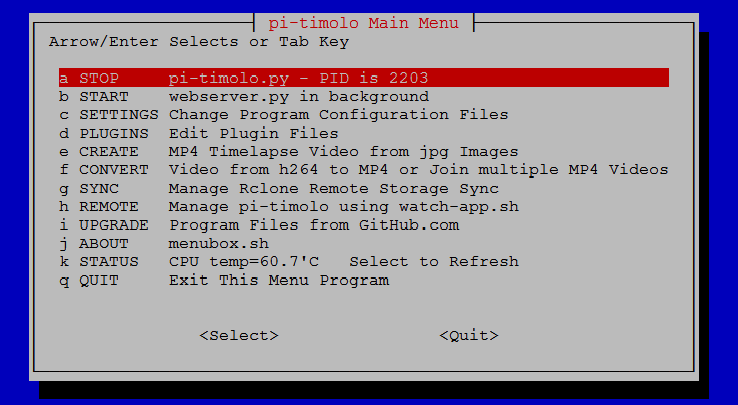 pi-timolo Main Menu
Arrow/Enter Selects or Tab Key
a STOP pi-timolo.py - PID is 2203
b START webserver.py in background
c SETTINGS Change Program Configuration Files
d PLUGINS Edit Plugin Files
e CREATE MP4 Timelapse Video from jpg Images
f CONVERT Video from h264 to MP4 or Join multiple MP4 Videos
g SYNC Manage Rclone Remote Storage Sync
h REMOTE Manage pi-timolo using watch-app.sh
i UPGRADE Program Files from GitHub.com
j ABOUT menubox.sh
k STATUS CPU temp=60.7'C Select to Refresh
q QUIT Exit This Menu Program
<Select> <Quit>